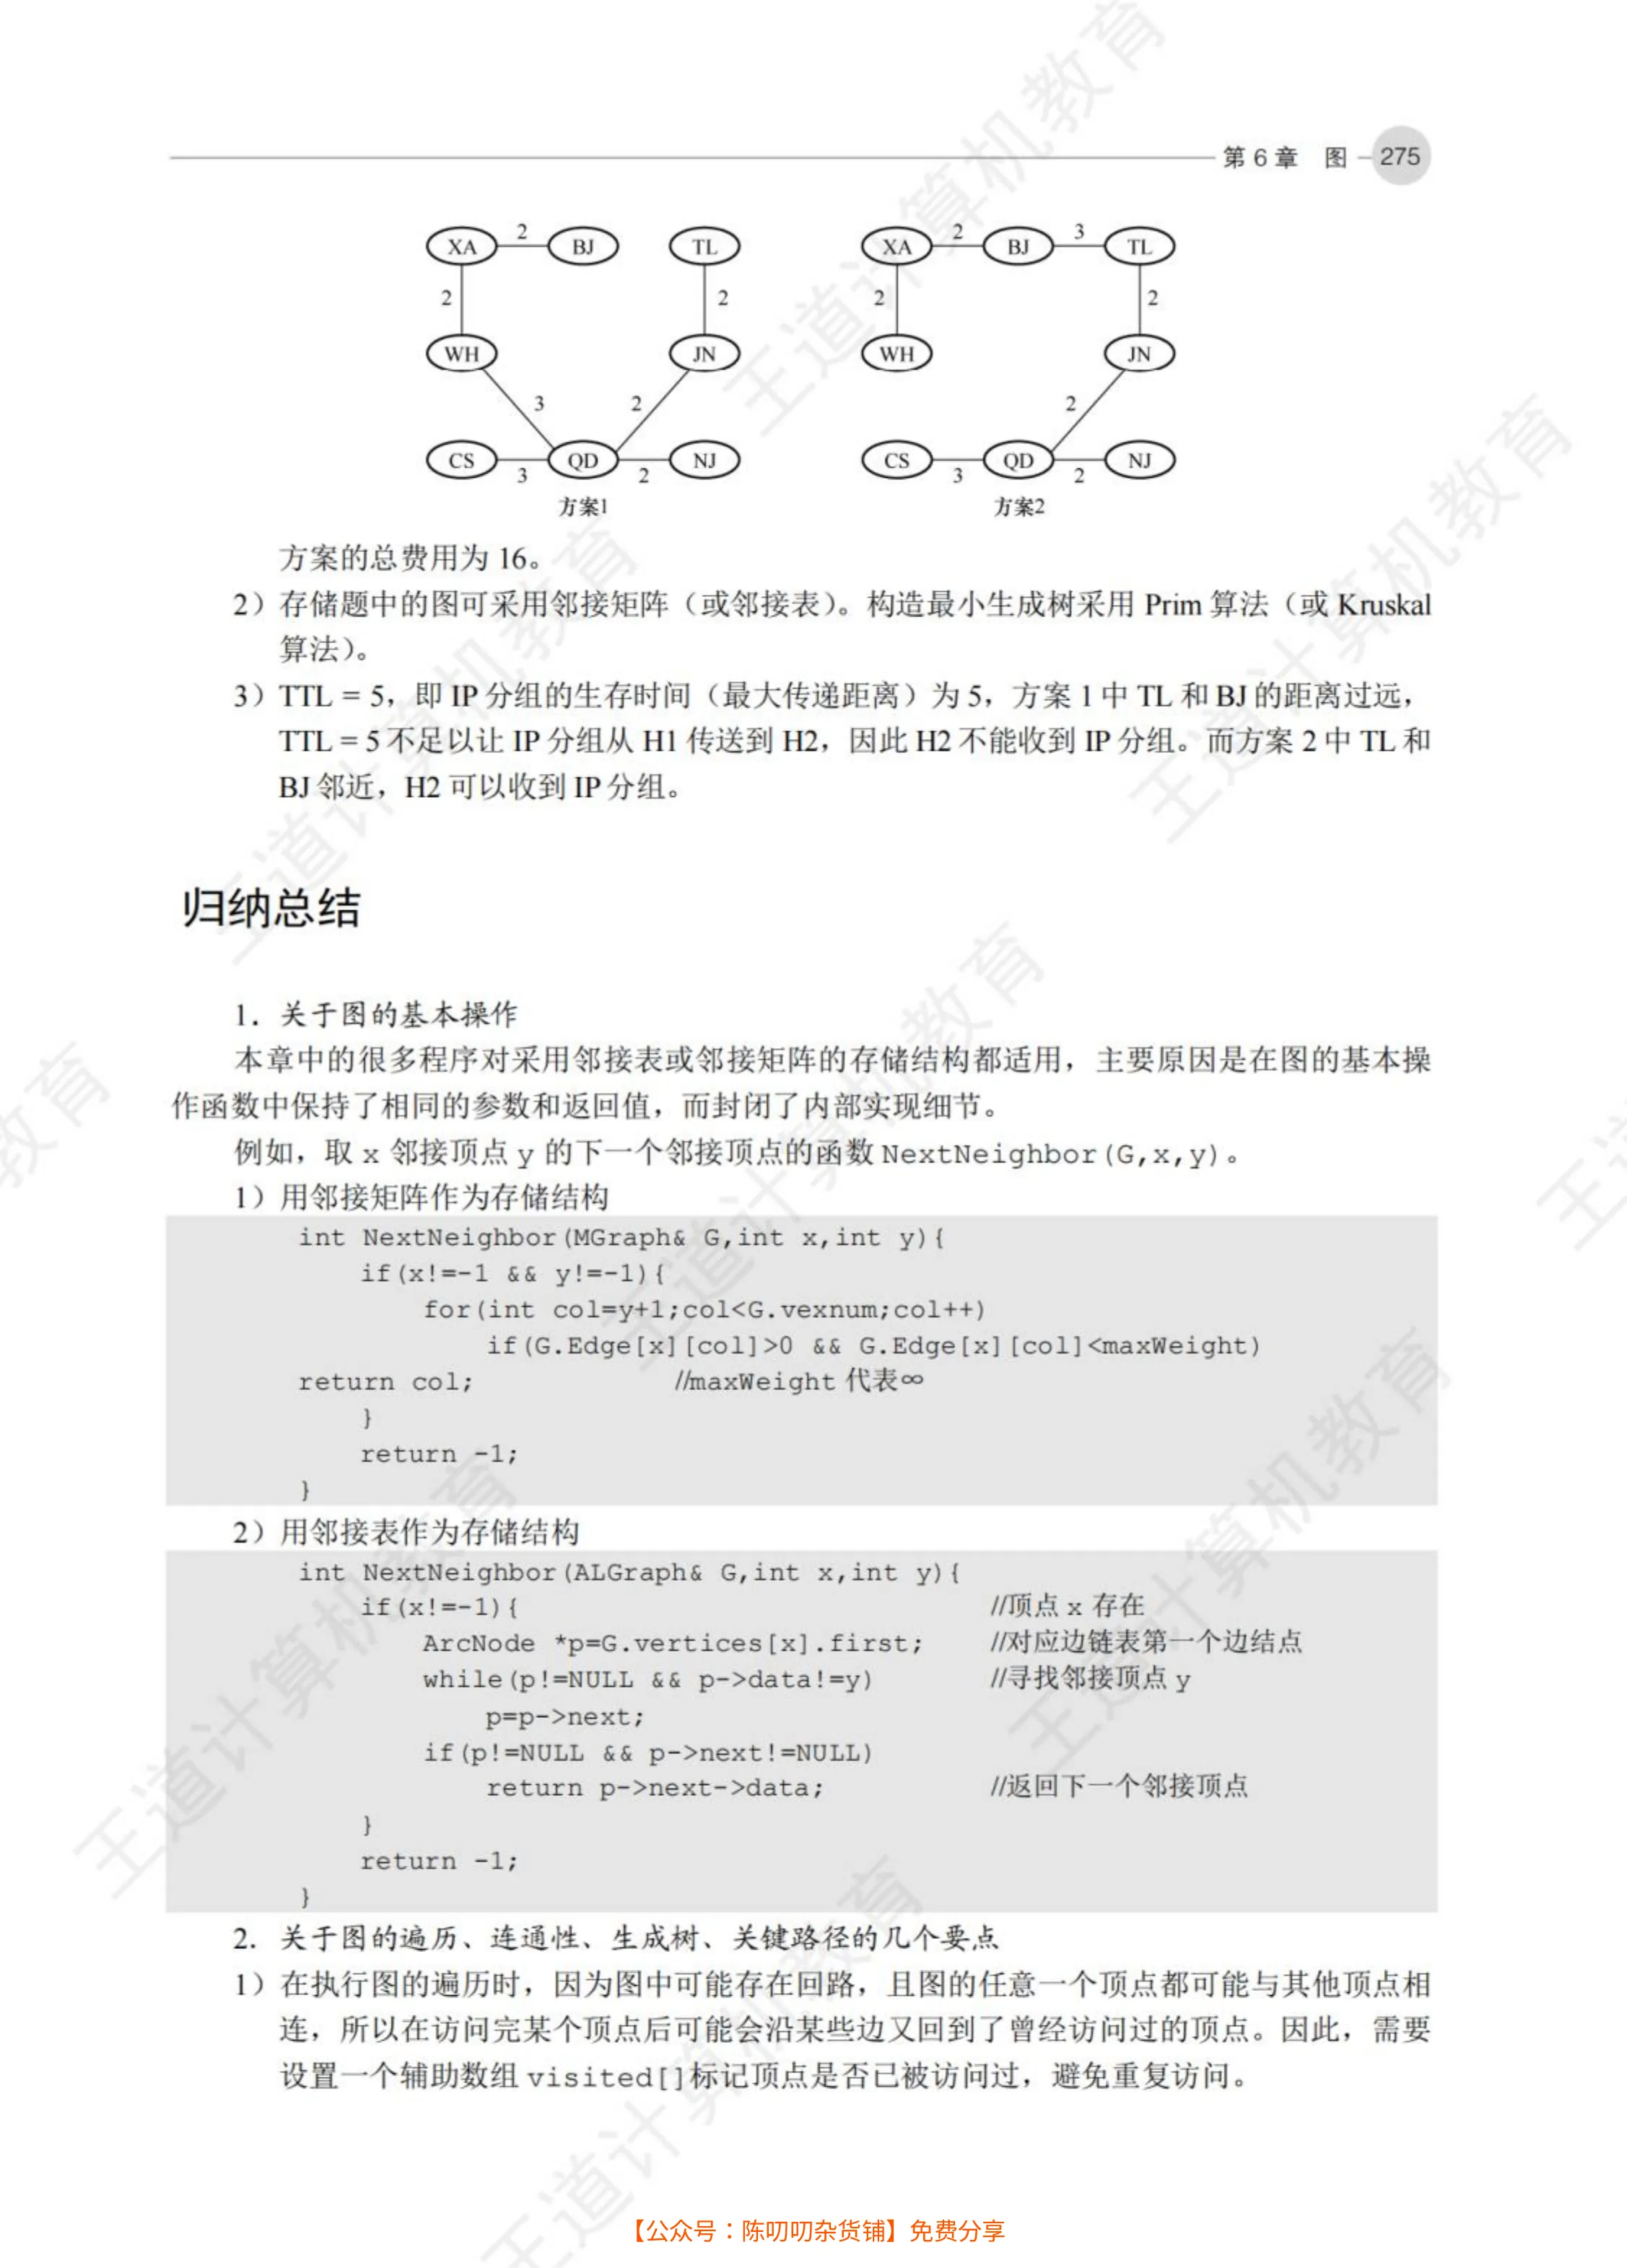 第 6 章 图 275
XA 2 BJ TL XA 2 BJ 3 TL
2 2 2 2
WH JN WH JN
3 2 2
CS 3 QD 2 NJ CS 3 QD 2 NJ
方案1 方案2
方案的总费用为 16。
2）存储题中的图可采用邻接矩阵（或邻接表）。构造最小生成树采用 Prim 算法（或 Kruskal
算法）。
3）TTL = 5，即 IP 分组的生存时间（最大传递距离）为 5，方案 1 中 TL 和 BJ 的距离过远，
TTL = 5 不足以让 IP 分组从 H1 传送到 H2，因此 H2 不能收到 IP 分组。而方案 2 中 TL 和
BJ 邻近，H2 可以收到 IP 分组。
归纳总结
1．关于图的基本操作
本章中的很多程序对采用邻接表或邻接矩阵的存储结构都适用，主要原因是在图的基本操
作函数中保持了相同的参数和返回值，而封闭了内部实现细节。
例如，取 x 邻接顶点 y 的下一个邻接顶点的函数 NextNeighbor(G,x,y)。
1）用邻接矩阵作为存储结构
int NextNeighbor(MGraph& G,int x,int y){
if(x!=-1 && y!=-1){
for(int col=y+1;col<G.vexnum;col++)
if(G.Edge[x][col]>0 && G.Edge[x][col]<maxWeight)
return col; //maxWeight 代表∞
}
return -1;
}
2）用邻接表作为存储结构
int NextNeighbor(ALGraph& G,int x,int y){
if(x!=-1){ //顶点 x 存在
ArcNode *p=G.vertices[x].first; //对应边链表第一个边结点
while(p!=NULL && p->data!=y) //寻找邻接顶点 y
p=p->next;
if(p!=NULL && p->next!=NULL)
return p->next->data; //返回下一个邻接顶点
}
return -1;
}
2．关于图的遍历、连通性、生成树、关键路径的几个要点
1）在执行图的遍历时，因为图中可能存在回路，且图的任意一个顶点都可能与其他顶点相
连，所以在访问完某个顶点后可能会沿某些边又回到了曾经访问过的顶点。因此，需要
设置一个辅助数组 visited[]标记顶点是否已被访问过，避免重复访问。
【公众号：陈叨叨杂货铺】免费分享
王道计算机教育